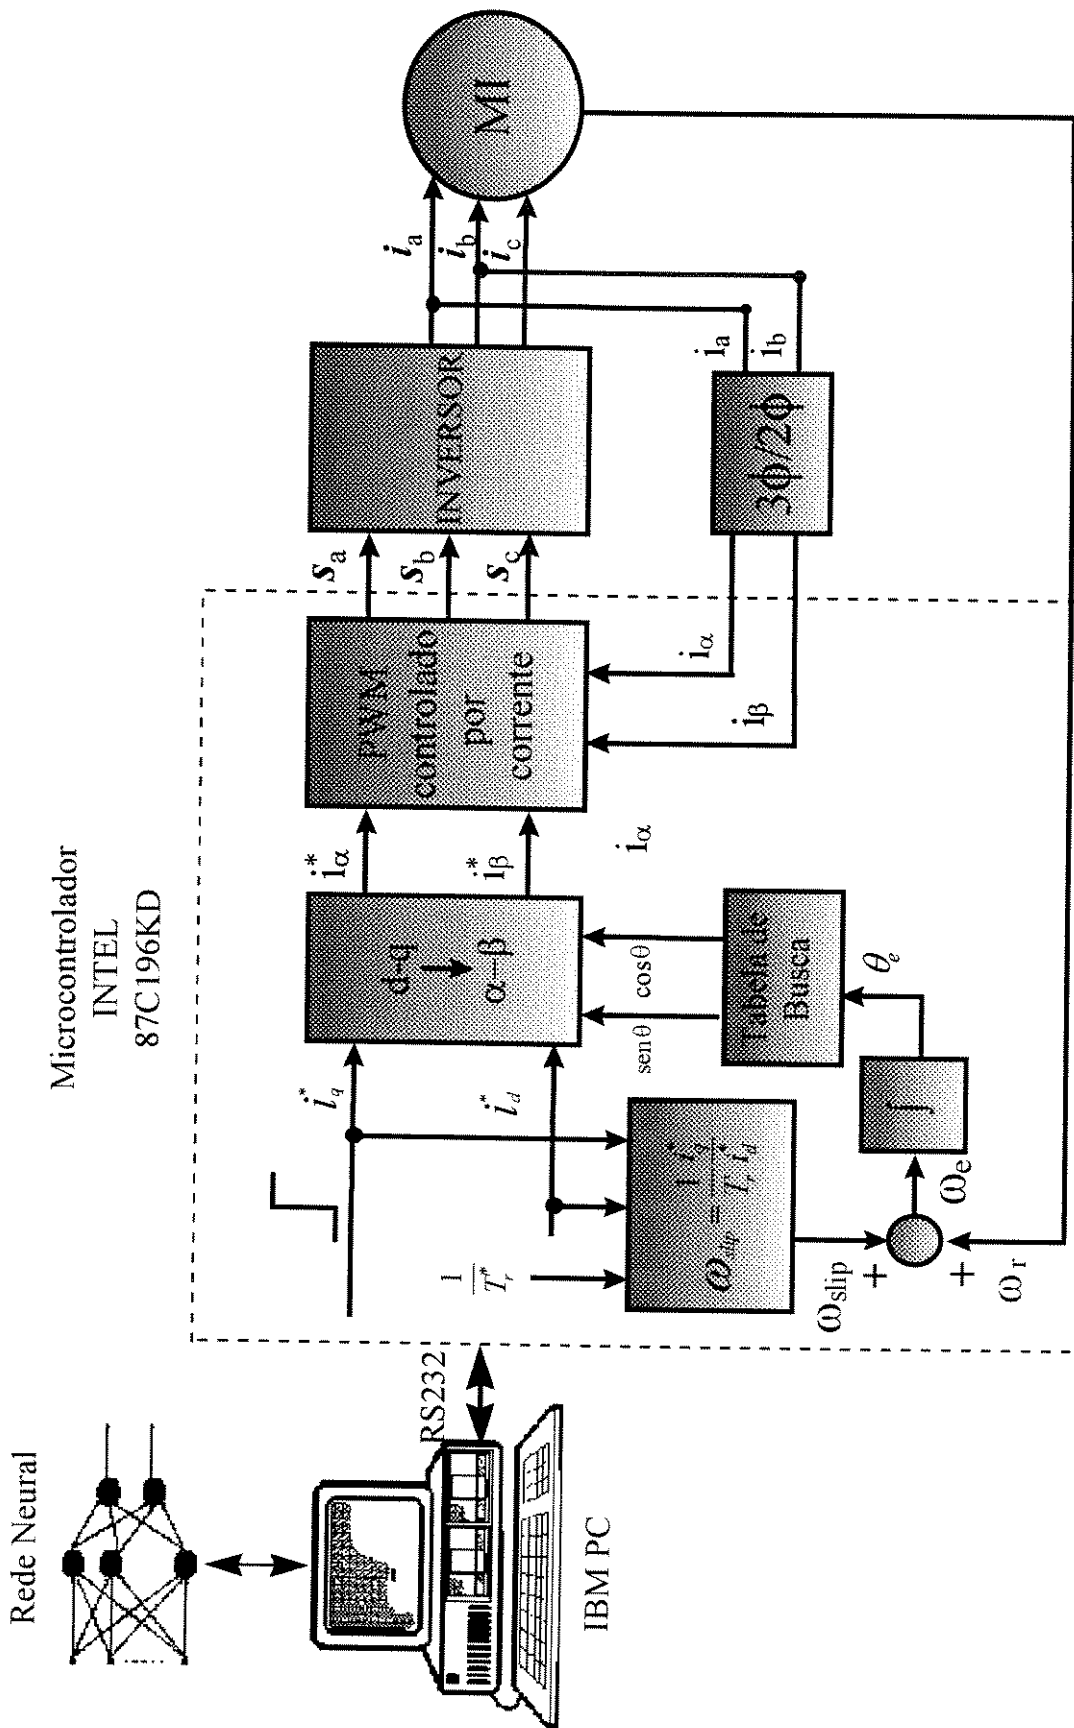 Rede Neural
IBM PC
RS232
Microcontrolador
INTEL
87C196KD
i*q
i*d
1/T*r
ωslip = 1/T*r i*q/i*d
ωslip
+
+
ωr
ωe
∫
θe
Tabela de
Busca
senθ
cosθ
d-q
α-β
i*α
i*β
iα
PWM
controlado
por
corrente
iα
iβ
sa
sb
sc
INVERSOR
3ϕ/2ϕ
ia
ib
ia
ib
ic
MI